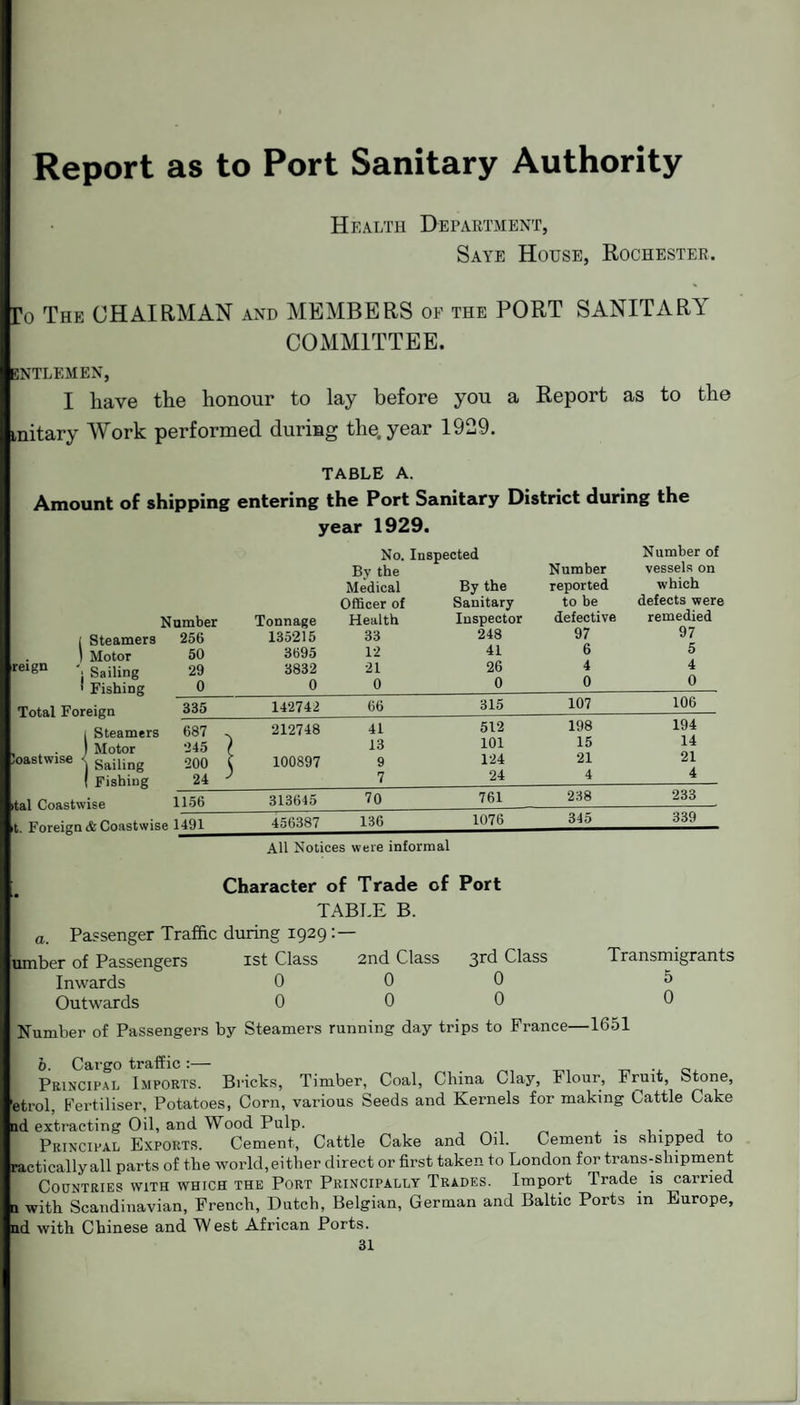 Report as to Port Sanitary Authority
Health Department,
Saye House, Rochester.
To The CHAIRMAN and MEMBERS of the PORT SANITARY
COMMITTEE.
ENTLEMEN,
I have the honour to lay before you a Report as to the
nitary Work performed during the year 1929.
TABLE A.
Amount of shipping entering the Port Sanitary District during the
year 1929.
No. Inspected Number of
By the Number vessels on
Medical By the reported which
Officer of Sanitary to be defects were
Number Tonnage Health Inspector defective remedied
Steamers 256 135215 33 248 97 97
Motor 50 3695 12 41 6 5
reign Sailing 29 3832 21 26 4 4
Fishing 0 0 0 0 0 0
Total Foreign 335 142742 66 315 107 106
Steamers 687 212748 41 512 198 194
Motor 245 13 101 15 14
oastwise Sailing 200 100897 9 124 21 21
Fishing 24 7 24 4 4
tal Coastwise 1156 313645 70 761 238 233
t. Foreign & Coastwise 1491 456387 136 1076 345 339
All Notices were informal
Character of Trade of Port
TABLE B.
a. Passenger Traffic during 1929:—
umber of Passengers 1st Class 2nd Class 3rd Class Transmigrants
Inwards 0 0 0 5
Outwards 0 0 0 0
Number of Passengers by Steamers running day trips to France—1651
b. Cargo traffic :—
Principal Imports. Bricks, Timber, Coal, China Clay, Flour, Fruit, Stone,
etrol, Fertiliser, Potatoes, Corn, various Seeds and Kernels for making Cattle Cake
nd extracting Oil, and Wood Pulp.
Principal Exports. Cement, Cattle Cake and Oil. Cement is shipped to
ractically all parts of the world, either direct or first taken to London for trans-shipment
Countries with which the Port Principally Trades. Import Trade is carried
n with Scandinavian, French, Dutch, Belgian, German and Baltic Ports in Europe,
nd with Chinese and West African Ports.
31